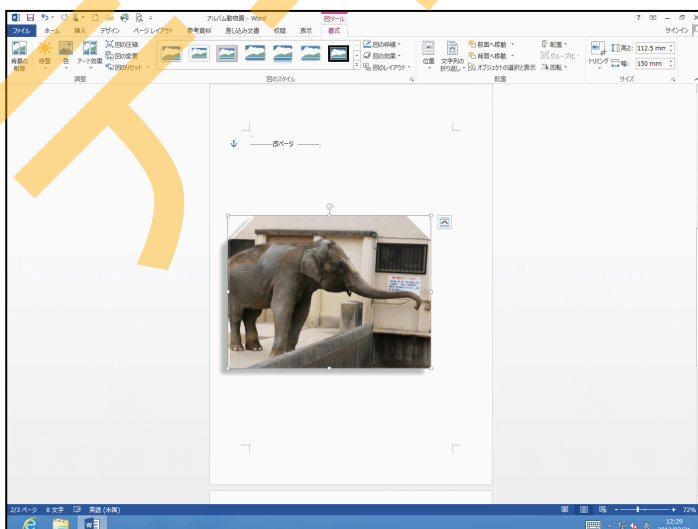 アルバム動物画 - Word
図ツール
ファイル ホーム 挿入 デザイン ページ レイアウト 参考資料 差し込み文書 校閲 表示 書式 サインイン
背景の削除
修整
色
アート効果
図の圧縮
図の変更
図のリセット
調整
図のスタイル
図の枠線
図の効果
図のレイアウト
位置
文字列の折り返し
前面へ移動
背面へ移動
オブジェクトの選択と表示
配置
グループ化
回転
配置
トリミング
高さ: 112.5 mm
幅: 150 mm
サイズ
改ページ
2/3 ページ 8 文字 英語 (米国) 72%
あ 12:29